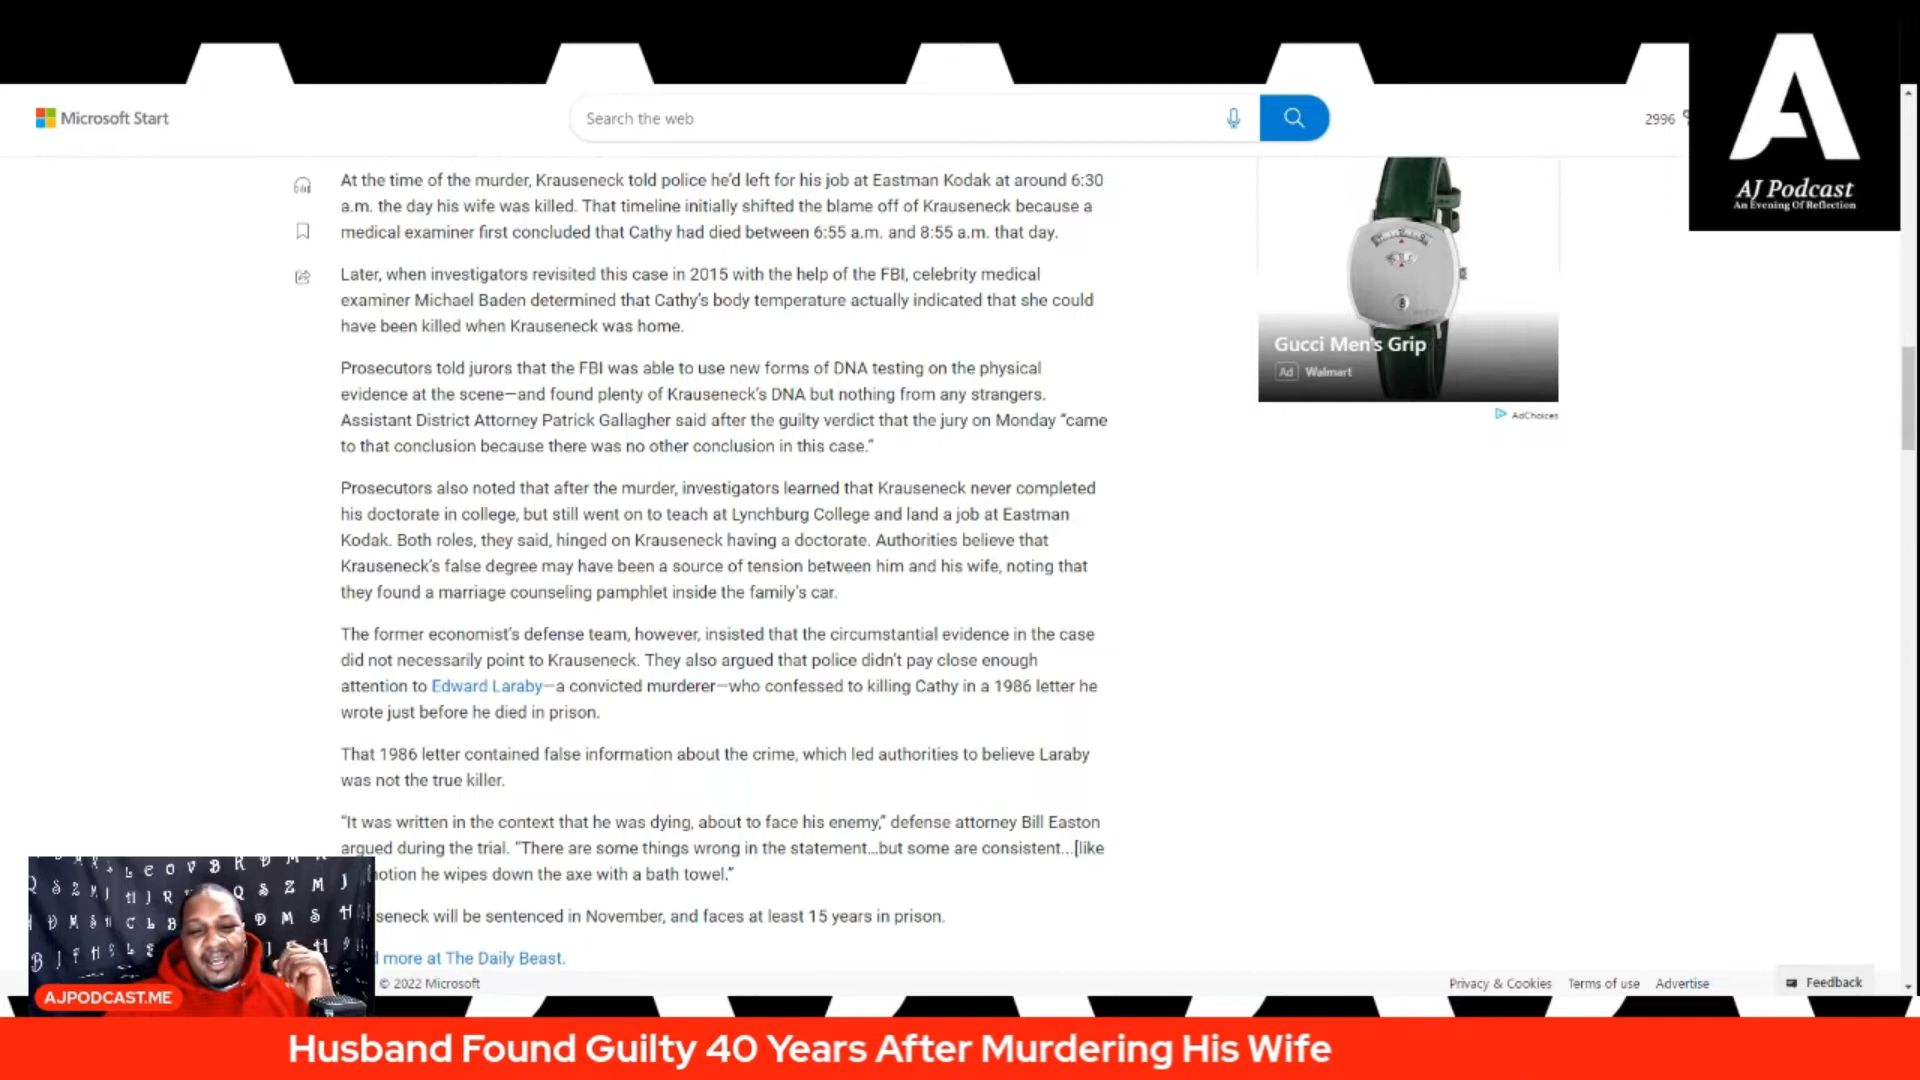 Microsoft Start
Search the web
2996
A
AJ Podcast
An Evening Of Reflection
At the time of the murder, Krauseneck told police he’d left for his job at Eastman Kodak at around 6:30
a.m. the day his wife was killed. That timeline initially shifted the blame off of Krauseneck because a
medical examiner first concluded that Cathy had died between 6:55 a.m. and 8:55 a.m. that day.
Later, when investigators revisited this case in 2015 with the help of the FBI, celebrity medical
examiner Michael Baden determined that Cathy’s body temperature actually indicated that she could
have been killed when Krauseneck was home.
Prosecutors told jurors that the FBI was able to use new forms of DNA testing on the physical
evidence at the scene—and found plenty of Krauseneck’s DNA but nothing from any strangers.
Assistant District Attorney Patrick Gallagher said after the guilty verdict that the jury on Monday “came
to that conclusion because there was no other conclusion in this case.”
Prosecutors also noted that after the murder, investigators learned that Krauseneck never completed
his doctorate in college, but still went on to teach at Lynchburg College and land a job at Eastman
Kodak. Both roles, they said, hinged on Krauseneck having a doctorate. Authorities believe that
Krauseneck’s false degree may have been a source of tension between him and his wife, noting that
they found a marriage counseling pamphlet inside the family’s car.
The former economist’s defense team, however, insisted that the circumstantial evidence in the case
did not necessarily point to Krauseneck. They also argued that police didn’t pay close enough
attention to Edward Laraby—a convicted murderer—who confessed to killing Cathy in a 1986 letter he
wrote just before he died in prison.
That 1986 letter contained false information about the crime, which led authorities to believe Laraby
was not the true killer.
“It was written in the context that he was dying, about to face his enemy,” defense attorney Bill Easton
argued during the trial. “There are some things wrong in the statement…but some are consistent…[like
otion he wipes down the axe with a bath towel.”
seneck will be sentenced in November, and faces at least 15 years in prison.
d more at The Daily Beast.
Gucci Men's Grip
Ad Walmart
AdChoices
© 2022 Microsoft
Privacy & Cookies
Terms of use
Advertise
Feedback
AJPODCAST.ME
Husband Found Guilty 40 Years After Murdering His Wife